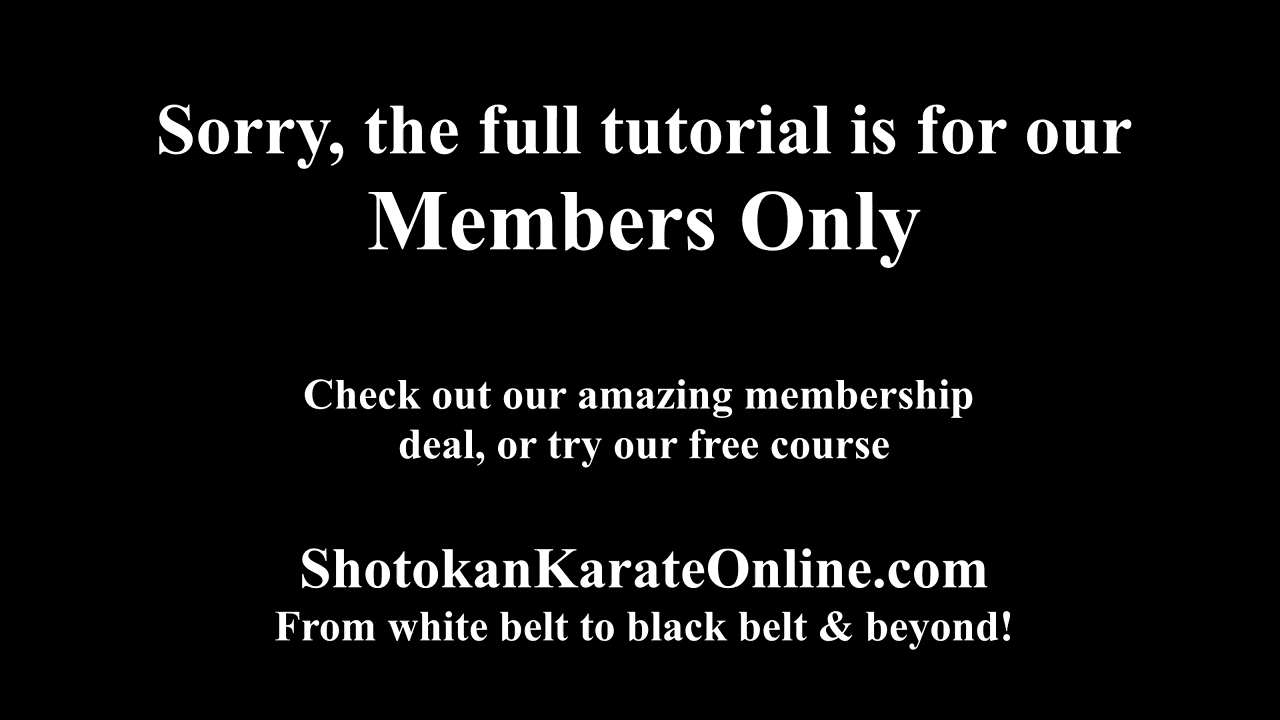 Sorry, the full tutorial is for our
Members Only
Check out our amazing membership
deal, or try our free course
ShotokanKarateOnline.com
From white belt to black belt & beyond!